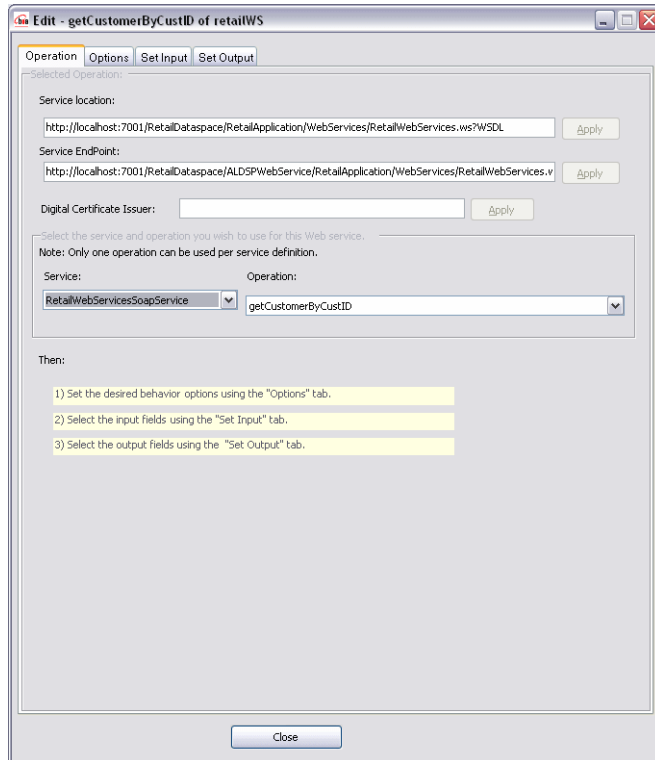 Edit - getCustomerByCustID of retailWS
Operation Options Set Input Set Output
Selected Operation:
Service location:
http://localhost:7001/RetailDataspace/RetailApplication/WebServices/RetailWebServices.ws?WSDL Apply
Service EndPoint:
http://localhost:7001/RetailDataspace/ALDSPWebService/RetailApplication/WebServices/RetailWebServices.v Apply
Digital Certificate Issuer: Apply
Select the service and operation you wish to use for this Web service.
Note: Only one operation can be used per service definition.
Service: Operation:
RetailWebServicesSoapService getCustomerByCustID
Then:
1) Set the desired behavior options using the "Options" tab.
2) Select the input fields using the "Set Input" tab.
3) Select the output fields using the "Set Output" tab.
Close